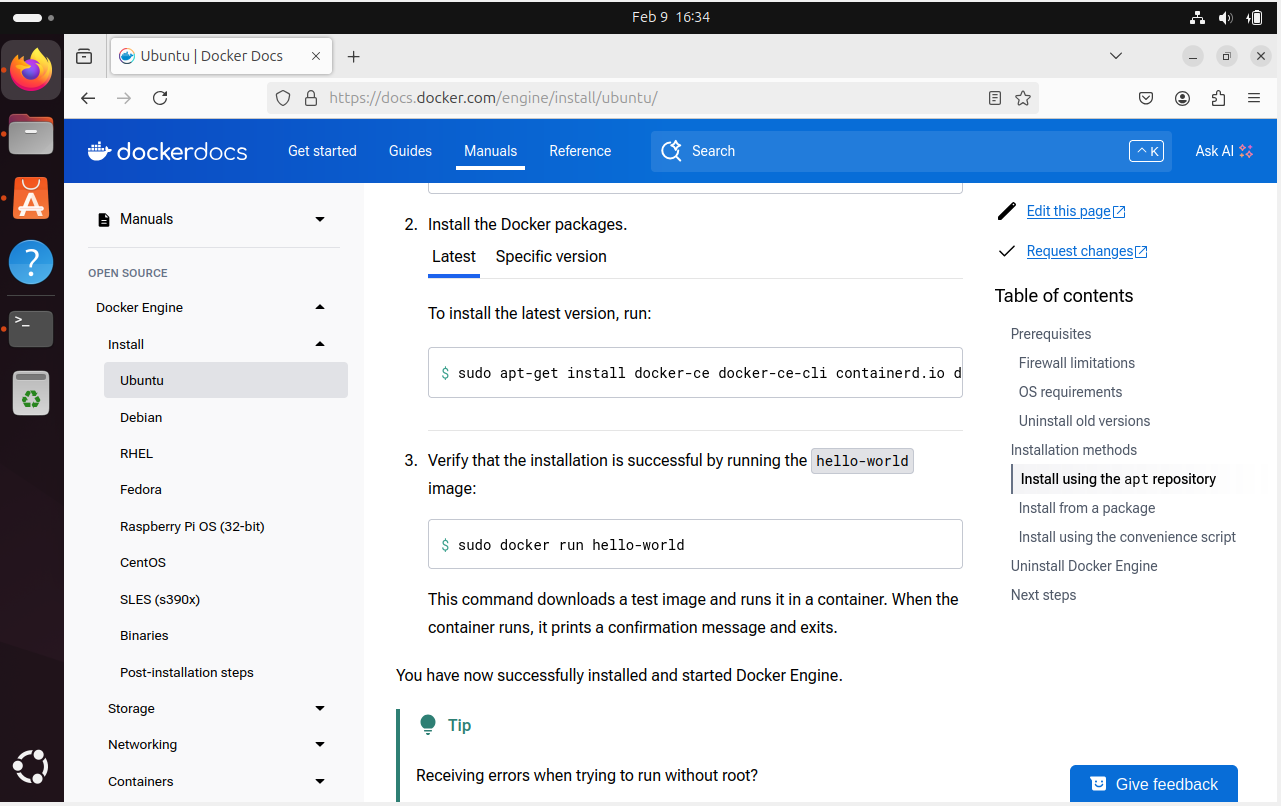 Feb 9 16:34
Ubuntu | Docker Docs
https://docs.docker.com/engine/install/ubuntu/
dockerdocs
Get started
Guides
Manuals
Reference
Search
^ K
Ask AI
Manuals
OPEN SOURCE
Docker Engine
Install
Ubuntu
Debian
RHEL
Fedora
Raspberry Pi OS (32-bit)
CentOS
SLES (s390x)
Binaries
Post-installation steps
Storage
Networking
Containers
2. Install the Docker packages.
Latest Specific version
To install the latest version, run:
$ sudo apt-get install docker-ce docker-ce-cli containerd.io d
3. Verify that the installation is successful by running the hello-world
image:
$ sudo docker run hello-world
This command downloads a test image and runs it in a container. When the
container runs, it prints a confirmation message and exits.
You have now successfully installed and started Docker Engine.
Tip
Receiving errors when trying to run without root?
Edit this page
Request changes
Table of contents
Prerequisites
Firewall limitations
OS requirements
Uninstall old versions
Installation methods
Install using the apt repository
Install from a package
Install using the convenience script
Uninstall Docker Engine
Next steps
Give feedback